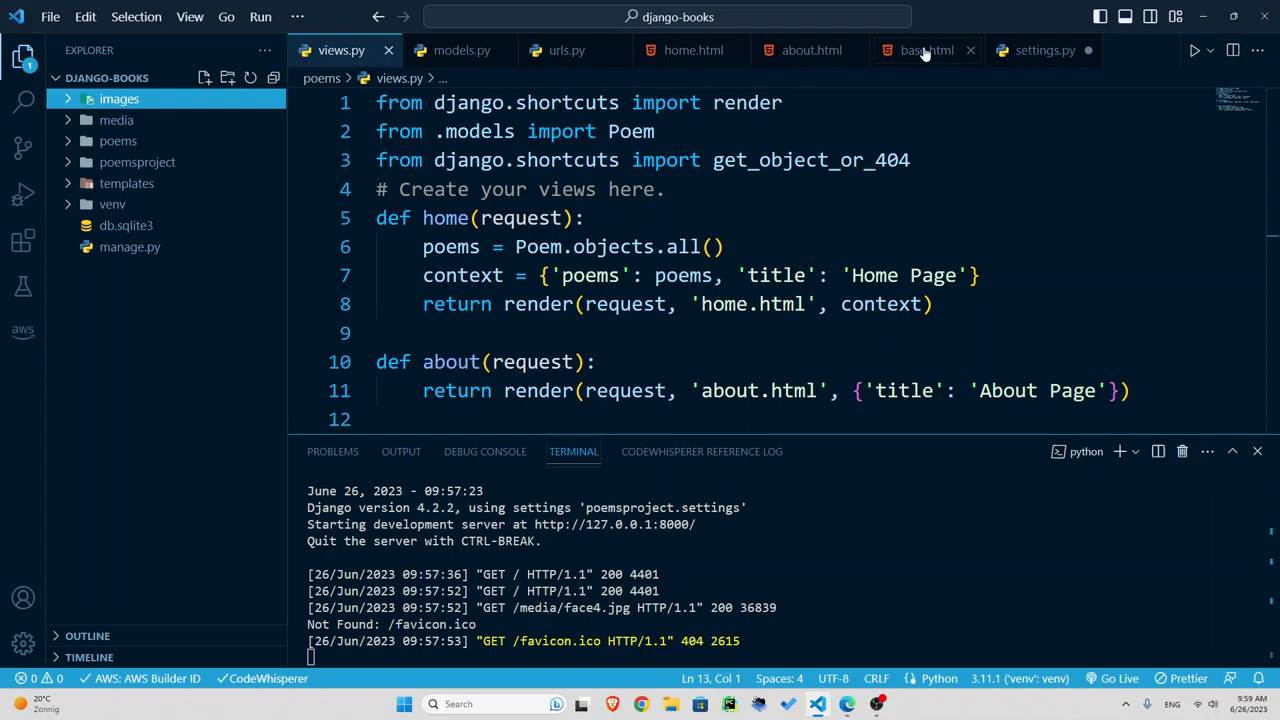 File Edit Selection View Go Run ··· django-books
EXPLORER ···
DJANGO-BOOKS
images
media
poems
poemsproject
templates
venv
db.sqlite3
manage.py
OUTLINE
TIMELINE
1
aws
views.py models.py urls.py home.html about.html base.html settings.py
poems > views.py > ...
1 from django.shortcuts import render
2 from .models import Poem
3 from django.shortcuts import get_object_or_404
4 # Create your views here.
5 def home(request):
6 poems = Poem.objects.all()
7 context = {'poems': poems, 'title': 'Home Page'}
8 return render(request, 'home.html', context)
9
10 def about(request):
11 return render(request, 'about.html', {'title': 'About Page'})
12
PROBLEMS OUTPUT DEBUG CONSOLE TERMINAL CODEWHISPERER REFERENCE LOG python
June 26, 2023 - 09:57:23
Django version 4.2.2, using settings 'poemsproject.settings'
Starting development server at http://127.0.0.1:8000/
Quit the server with CTRL-BREAK.
[26/Jun/2023 09:57:36] "GET / HTTP/1.1" 200 4401
[26/Jun/2023 09:57:52] "GET / HTTP/1.1" 200 4401
[26/Jun/2023 09:57:52] "GET /media/face4.jpg HTTP/1.1" 200 36839
Not Found: /favicon.ico
[26/Jun/2023 09:57:53] "GET /favicon.ico HTTP/1.1" 404 2615
0 0 AWS: AWS Builder ID CodeWhisperer Ln 13, Col 1 Spaces: 4 UTF-8 CRLF Python 3.11.1 ('venv': venv) Go Live Prettier
20°C
Zonnig
Search
ENG
9:59 AM
6/26/2023